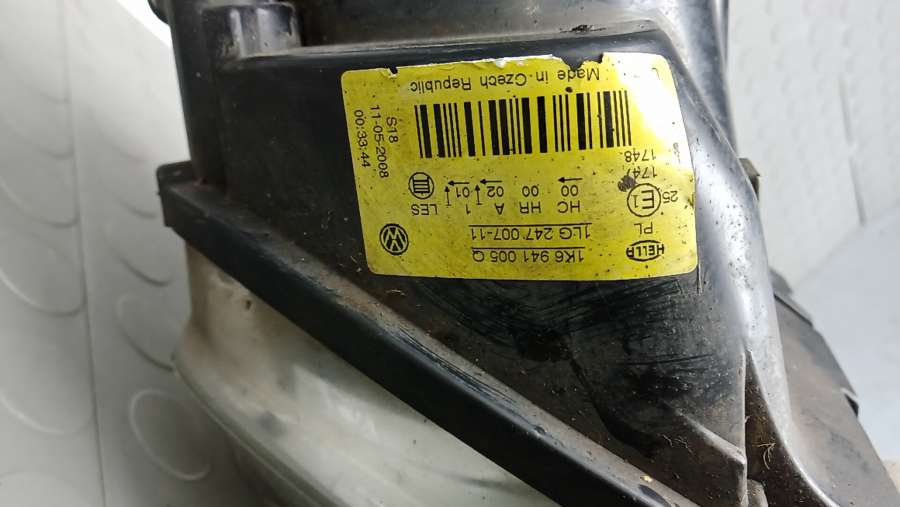 HELLA
1K6 941 005 Q
1LG 247 007-11
PL
25 E1
HC HR A 1 LES
00 00 02 01
1747
1748
S18
11-05-2008
00:33:44
Made in Czech Republic